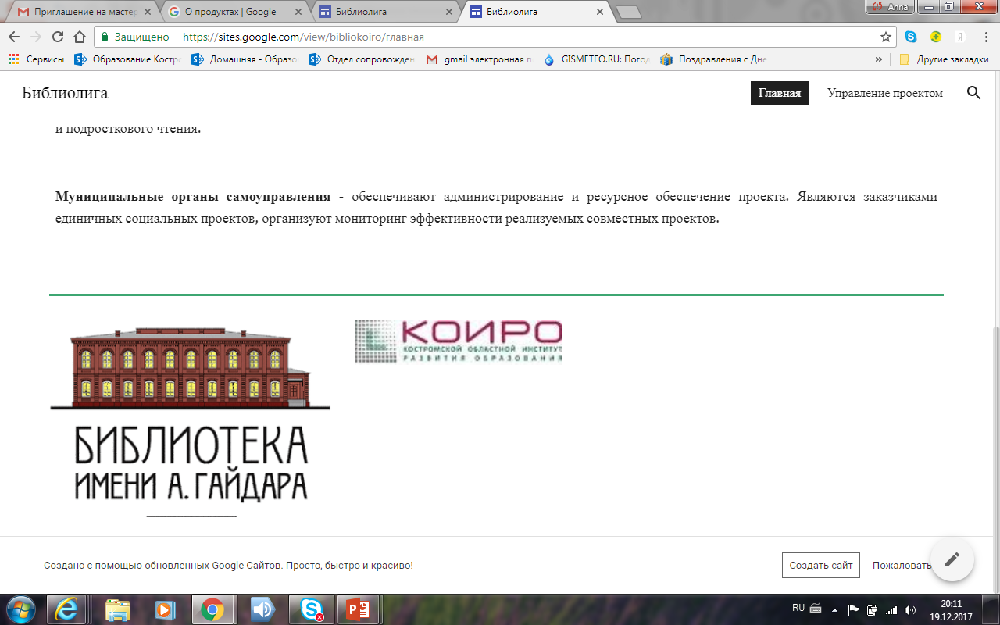 Приглашение на мастер
О продуктах | Google
Библиолига
Библиолига
Anna
Защищено
https://sites.google.com/view/bibliokoiro/главная
Сервисы
Образование Костро
Домашняя - Образо
Отдел сопровожден
gmail электронная п
GISMETEO.RU: Погод
Поздравления с Дне
»
Другие закладки
Библиолига
Главная
Управление проектом
и подросткового чтения.
Муниципальные органы самоуправления - обеспечивают администрирование и ресурсное обеспечение проекта. Являются заказчиками
единичных социальных проектов, организуют мониторинг эффективности реализуемых совместных проектов.
КОИРО
КОСТРОМСКОЙ ОБЛАСТНОЙ ИНСТИТУТ
РАЗВИТИЯ ОБРАЗОВАНИЯ
БИБЛИОТЕКА
ИМЕНИ А. ГАЙДАРА
Создано с помощью обновленных Google Сайтов. Просто, быстро и красиво!
Создать сайт
Пожаловать
RU
20:11
19.12.2017